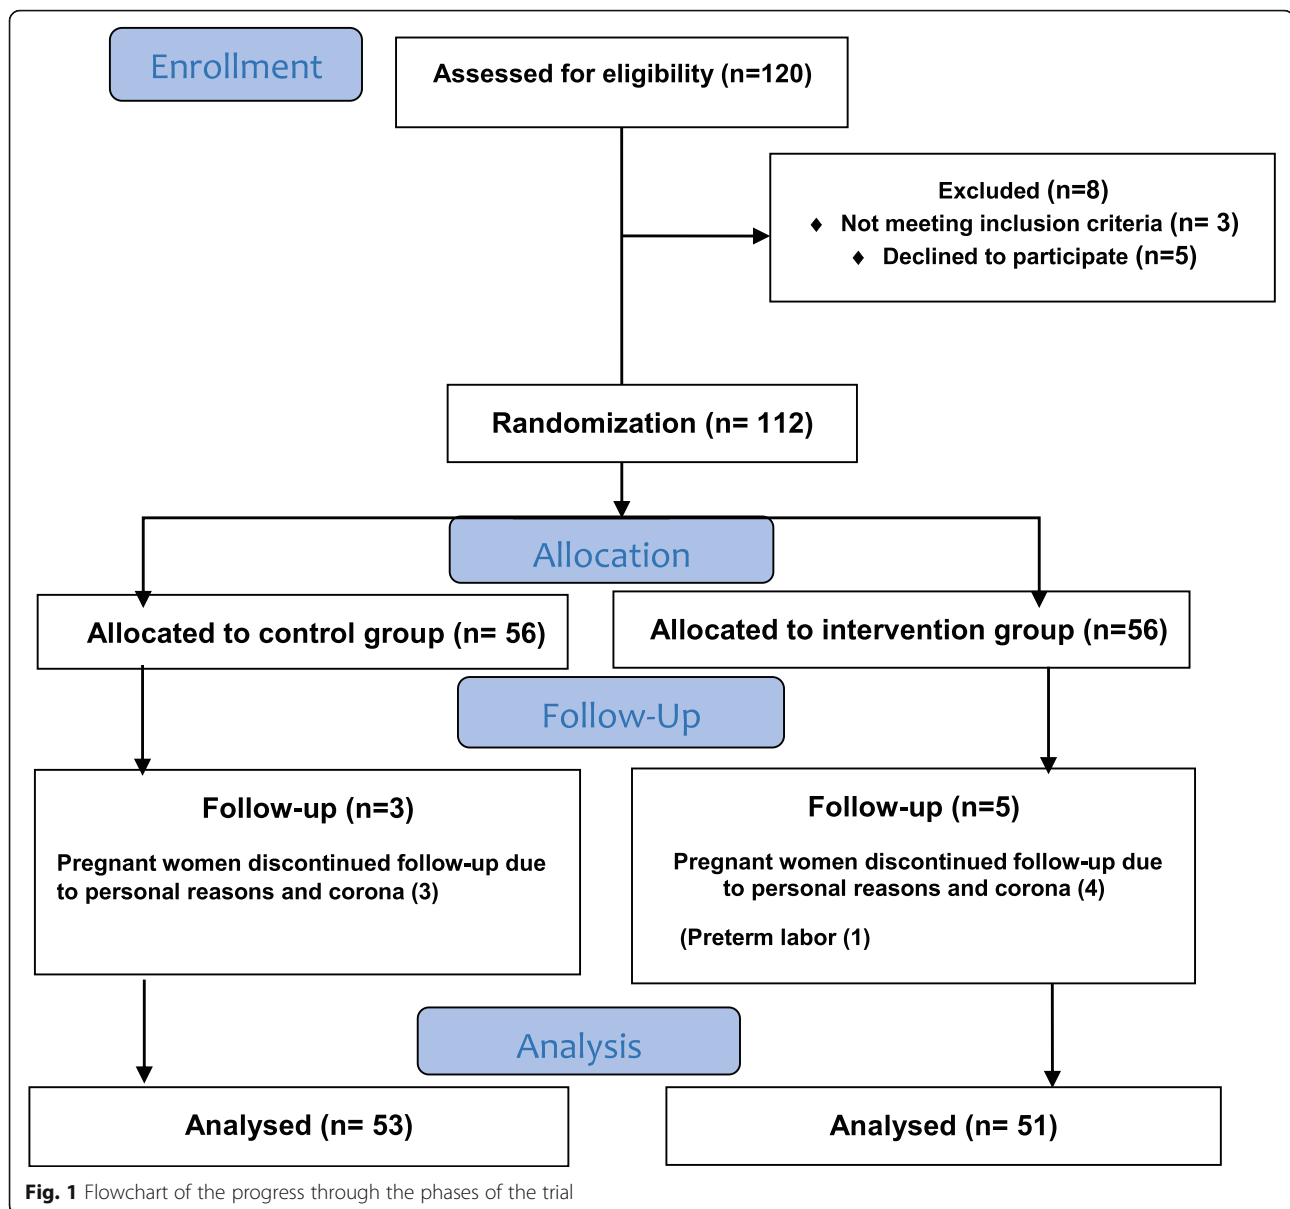 Enrollment
Assessed for eligibility (n=120)
Excluded (n=8)
♦ Not meeting inclusion criteria (n= 3)
♦ Declined to participate (n=5)
Randomization (n= 112)
Allocation
Allocated to control group (n= 56)
Allocated to intervention group (n=56)
Follow-Up
Follow-up (n=3)
Pregnant women discontinued follow-up due
to personal reasons and corona (3)
Follow-up (n=5)
Pregnant women discontinued follow-up due
to personal reasons and corona (4)
(Preterm labor (1)
Analysis
Analysed (n= 53)
Analysed (n= 51)
Fig. 1 Flowchart of the progress through the phases of the trial